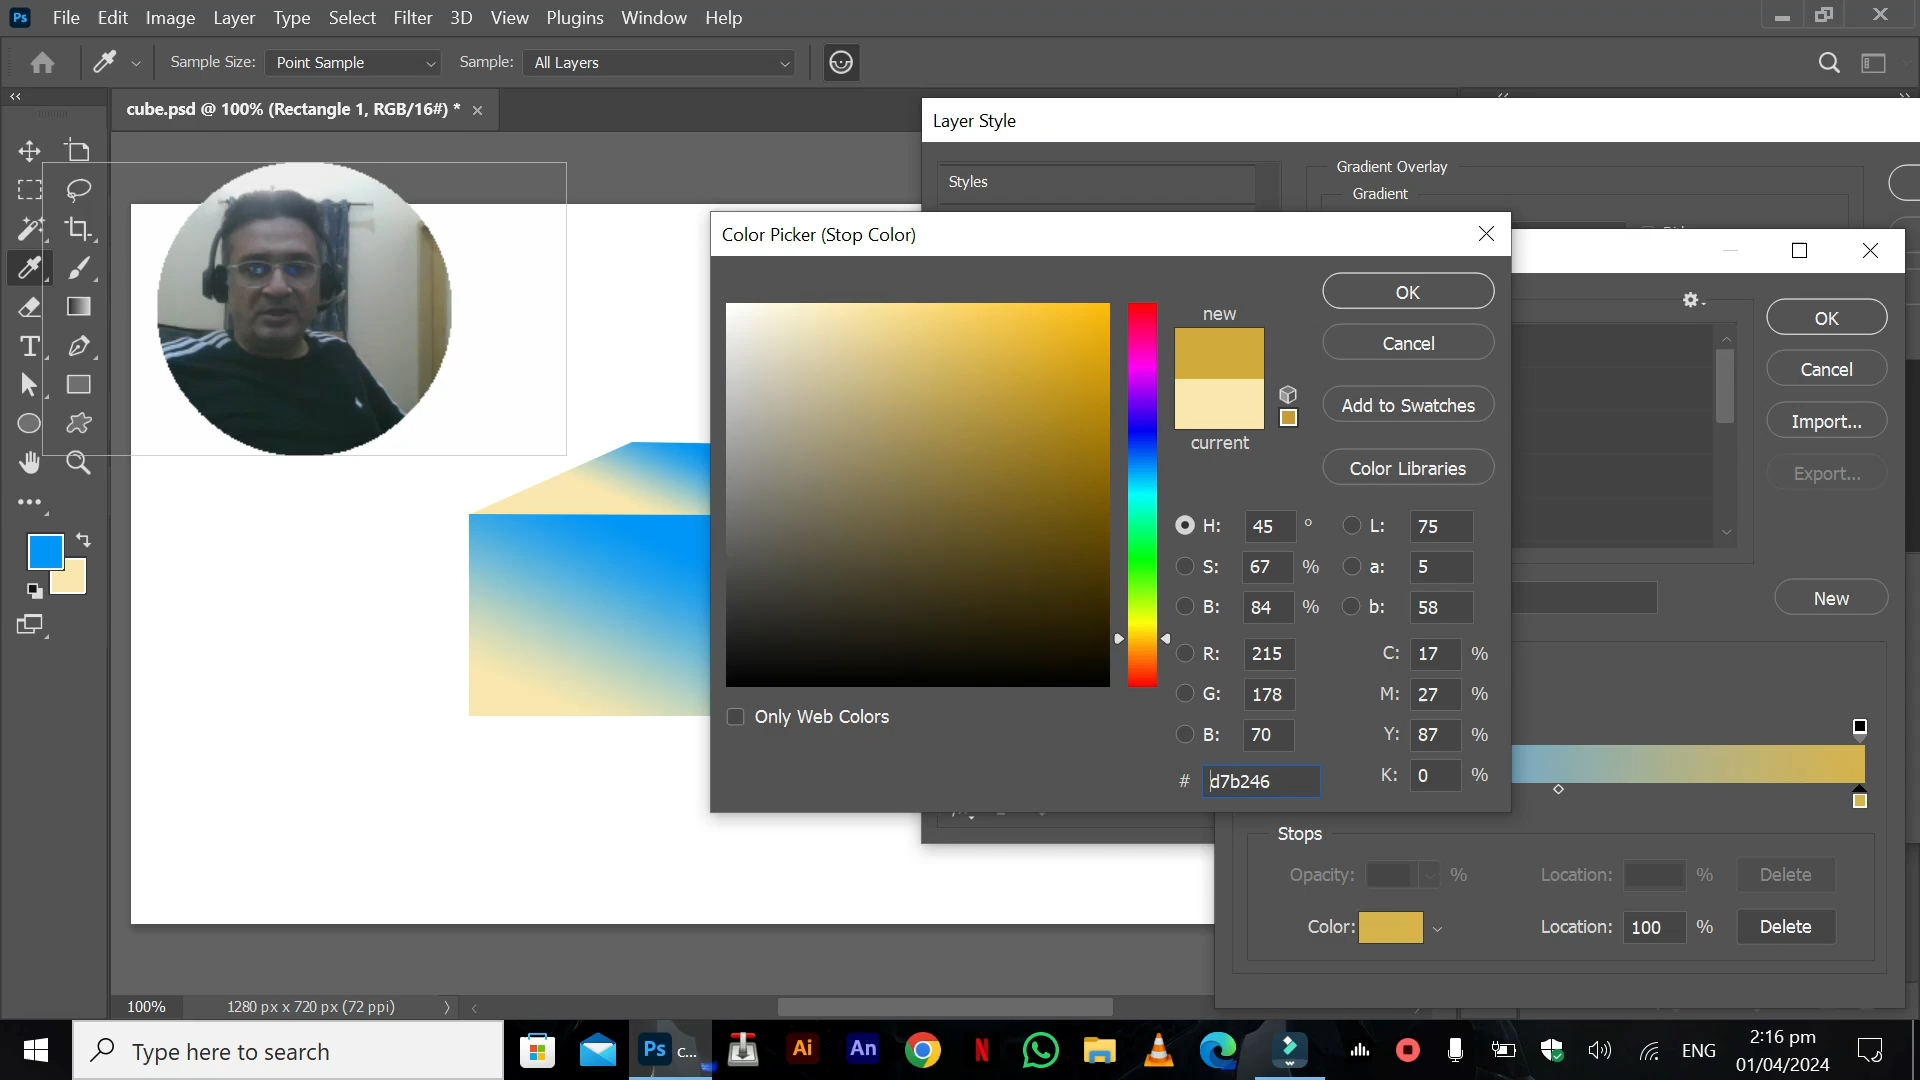 Ps File Edit Image Layer Type Select Filter 3D View Plugins Window Help
Sample Size: Point Sample Sample: All Layers
cube.psd @ 100% (Rectangle 1, RGB/16#) *
Layer Style
Styles
Gradient Overlay
Gradient
Color Picker (Stop Color)
new
current
OK
Cancel
Add to Swatches
Color Libraries
H: 45 ° L: 75
S: 67 % a: 5
B: 84 % b: 58
R: 215 C: 17 %
G: 178 M: 27 %
B: 70 Y: 87 %
# d7b246 K: 0 %
Only Web Colors
OK
Cancel
Import...
Export...
New
Stops
Opacity: % Location: % Delete
Color: Location: 100 % Delete
100% 1280 px x 720 px (72 ppi)
Type here to search
Ps C... Ai An N
ENG
2:16 pm
01/04/2024